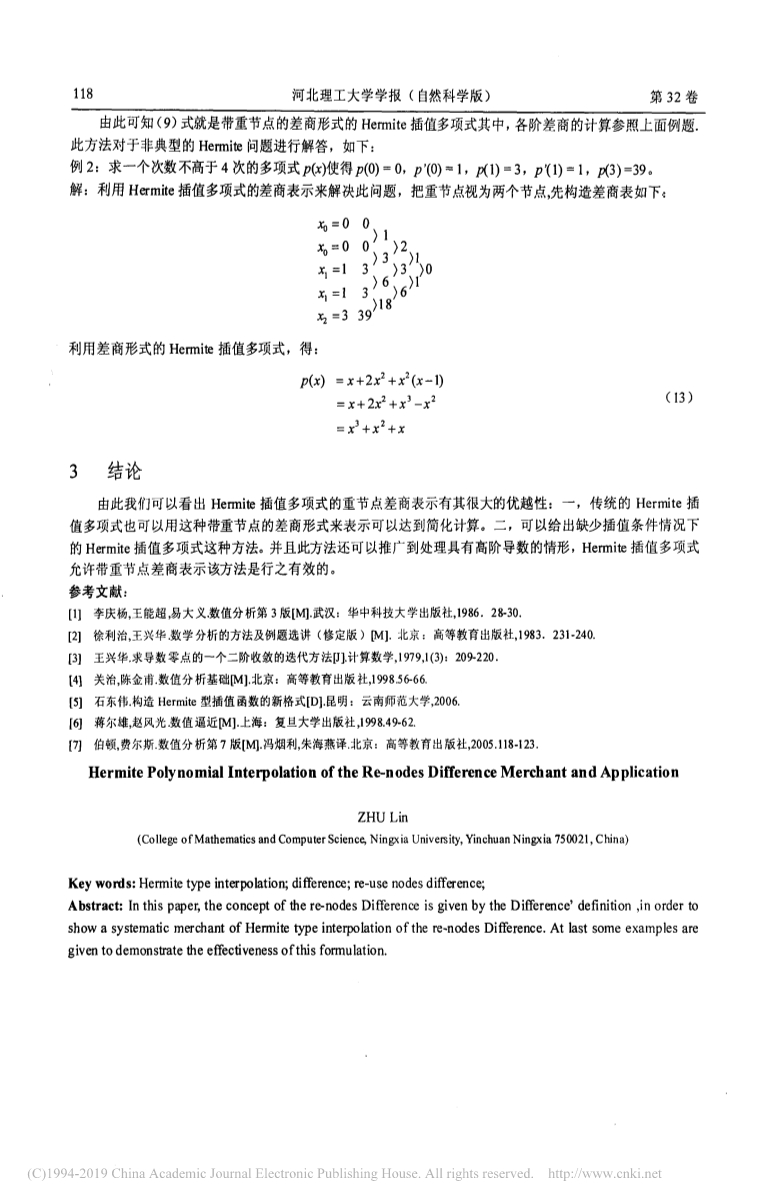 118
河北理工大学学报（自然科学版）
第 32 卷
由此可知（9）式就是带重节点的差商形式的 Hermite 插值多项式其中，各阶差商的计算参照上面例题.
此方法对于非典型的 Hermite 问题进行解答，如下：
例 2：求一个次数不高于 4 次的多项式 p(x)使得 p(0) = 0，p'(0) = 1，p(1) = 3，p'(1) = 1，p(3) =39。
解：利用 Hermite 插值多项式的差商表示来解决此问题，把重节点视为两个节点,先构造差商表如下：
x₀ = 0 0
⟩1
x₀ = 0 0 ⟩2
⟩3 ⟩1
x₁ = 1 3 ⟩3 ⟩0
⟩6 ⟩1
x₁ = 1 3 ⟩6
⟩18
x₂ = 3 39
利用差商形式的 Hermite 插值多项式，得：
p(x) = x+2x²+x²(x−1)
= x+2x²+x³−x²
（13）
= x³+x²+x
3 结论
由此我们可以看出 Hermite 插值多项式的重节点差商表示有其很大的优越性：一，传统的 Hermite 插
值多项式也可以用这种带重节点的差商形式来表示可以达到简化计算。二，可以给出缺少插值条件情况下
的 Hermite 插值多项式这种方法。并且此方法还可以推广到处理具有高阶导数的情形，Hermite 插值多项式
允许带重节点差商表示该方法是行之有效的。
参考文献：
[1] 李庆杨,王能超,易大义.数值分析第 3 版[M].武汉：华中科技大学出版社,1986．28-30.
[2] 徐利治,王兴华.数学分析的方法及例题选讲（修定版）[M]. 北京：高等教育出版社,1983．231-240.
[3] 王兴华.求导数零点的一个二阶收敛的迭代方法[J].计算数学,1979,1(3)：209-220．
[4] 关治,陈金甫.数值分析基础[M].北京：高等教育出版社,1998.56-66.
[5] 石东伟.构造 Hermite 型插值函数的新格式[D].昆明：云南师范大学,2006.
[6] 蒋尔雄,赵风光.数值逼近[M].上海：复旦大学出版社,1998.49-62.
[7] 伯顿,费尔斯.数值分析第 7 版[M].冯烟利,朱海燕译.北京：高等教育出版社,2005.118-123.
Hermite Polynomial Interpolation of the Re-nodes Difference Merchant and Application
ZHU Lin
(College of Mathematics and Computer Science, Ningxia University, Yinchuan Ningxia 750021, China)
Key words: Hermite type interpolation; difference; re-use nodes difference;
Abstract: In this paper, the concept of the re-nodes Difference is given by the Difference' definition ,in order to
show a systematic merchant of Hermite type interpolation of the re-nodes Difference. At last some examples are
given to demonstrate the effectiveness of this formulation.
(C)1994-2019 China Academic Journal Electronic Publishing House. All rights reserved. http://www.cnki.net